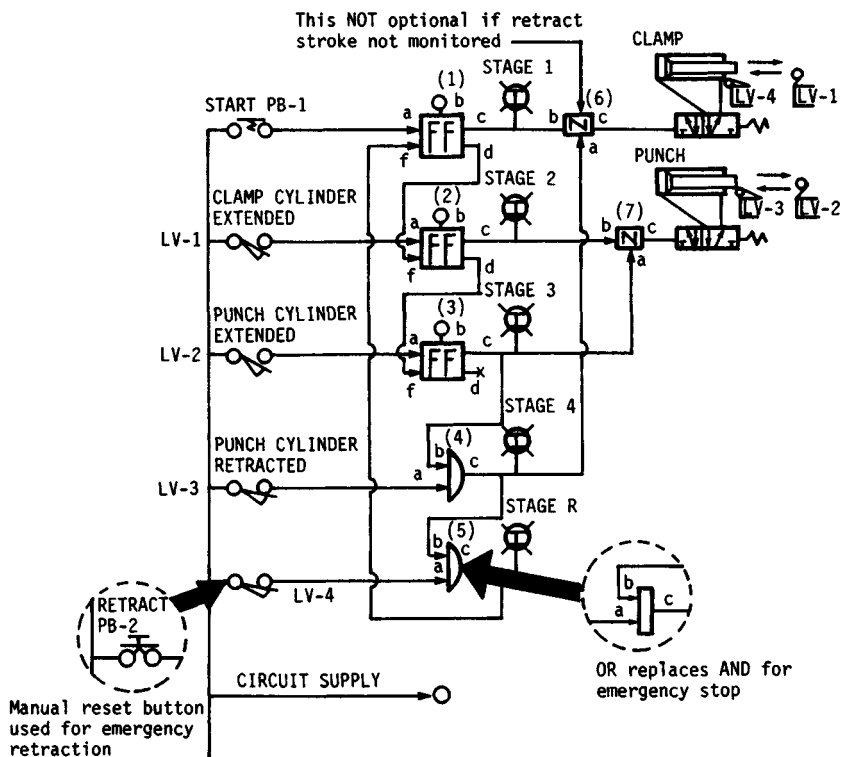 This NOT optional if retract
stroke not monitored
CLAMP
STAGE 1
(1)
(6)
LV-4
LV-1
START PB-1
a
b
c
FF
f
d
b
N
c
a
PUNCH
STAGE 2
CLAMP CYLINDER
EXTENDED
(2)
(7)
LV-3
LV-2
LV-1
a
b
c
FF
f
d
b
N
c
a
STAGE 3
PUNCH CYLINDER
EXTENDED
(3)
LV-2
a
b
c
FF
f
d
STAGE 4
PUNCH CYLINDER
RETRACTED
(4)
b
c
a
LV-3
STAGE R
(5)
b
c
a
LV-4
RETRACT
PB-2
b
a
c
CIRCUIT SUPPLY
OR replaces AND for
emergency stop
Manual reset button
used for emergency
retraction